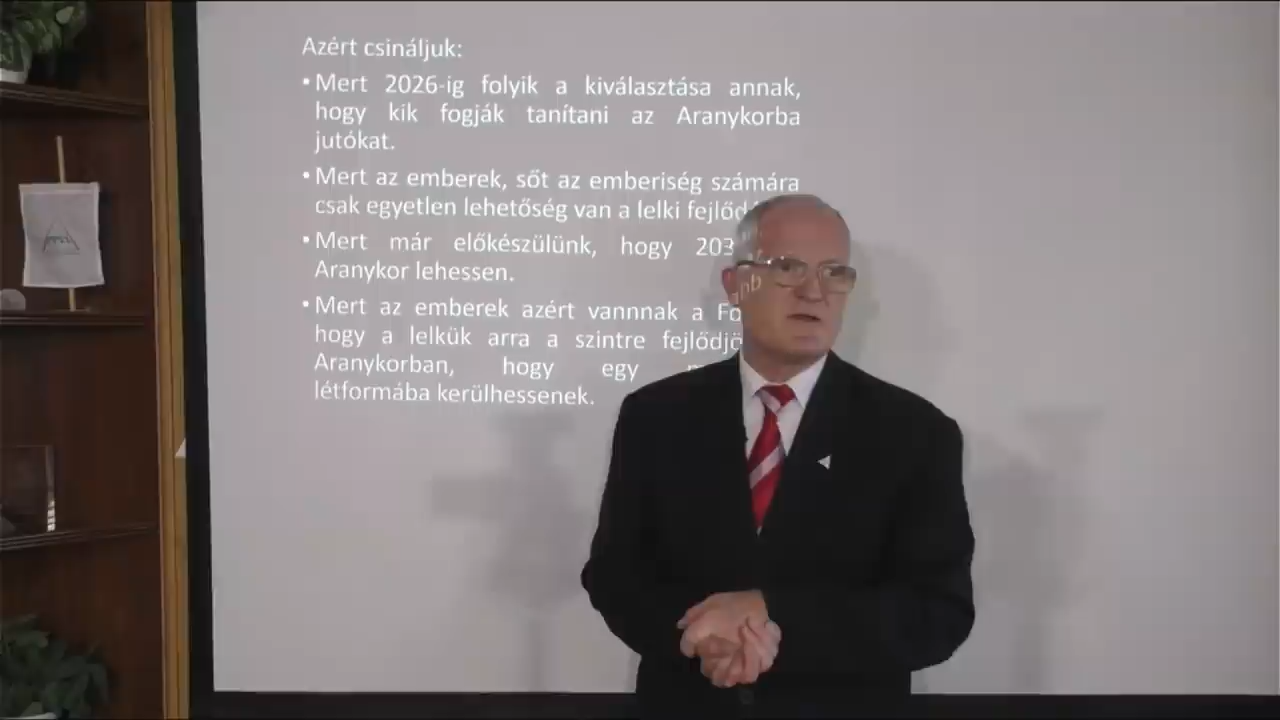 Azért csináljuk:
• Mert 2026-ig folyik a kiválasztása annak,
hogy kik fogják tanítani az Aranykorba
jutókat.
• Mert az emberek, sőt az emberiség számára
csak egyetlen lehetőség van a lelki
• Mert már előkészülünk, hogy
Aranykor lehessen.
• Mert az emberek azért vannnak a
hogy a lelkük arra a szintre
Aranykorban, hogy egy
létformába kerülhessenek.